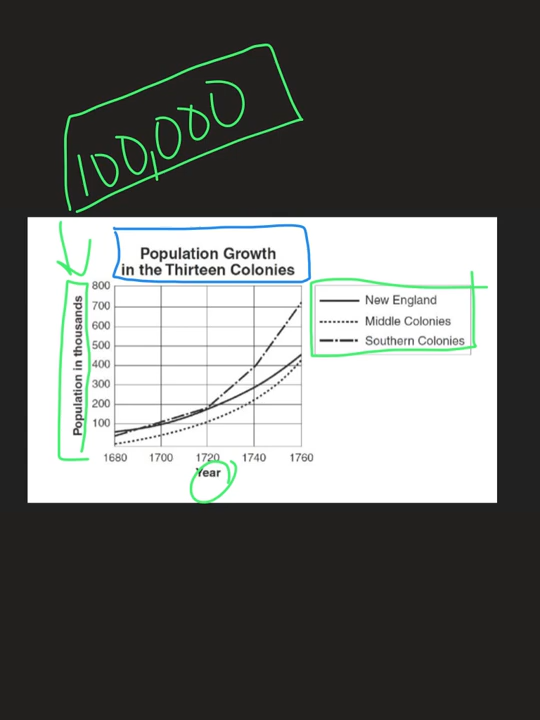 100,000
Population Growth
in the Thirteen Colonies
Population in thousands
800
700
600
500
400
300
200
100
1680 1700 1720 1740 1760
Year
New England
Middle Colonies
Southern Colonies